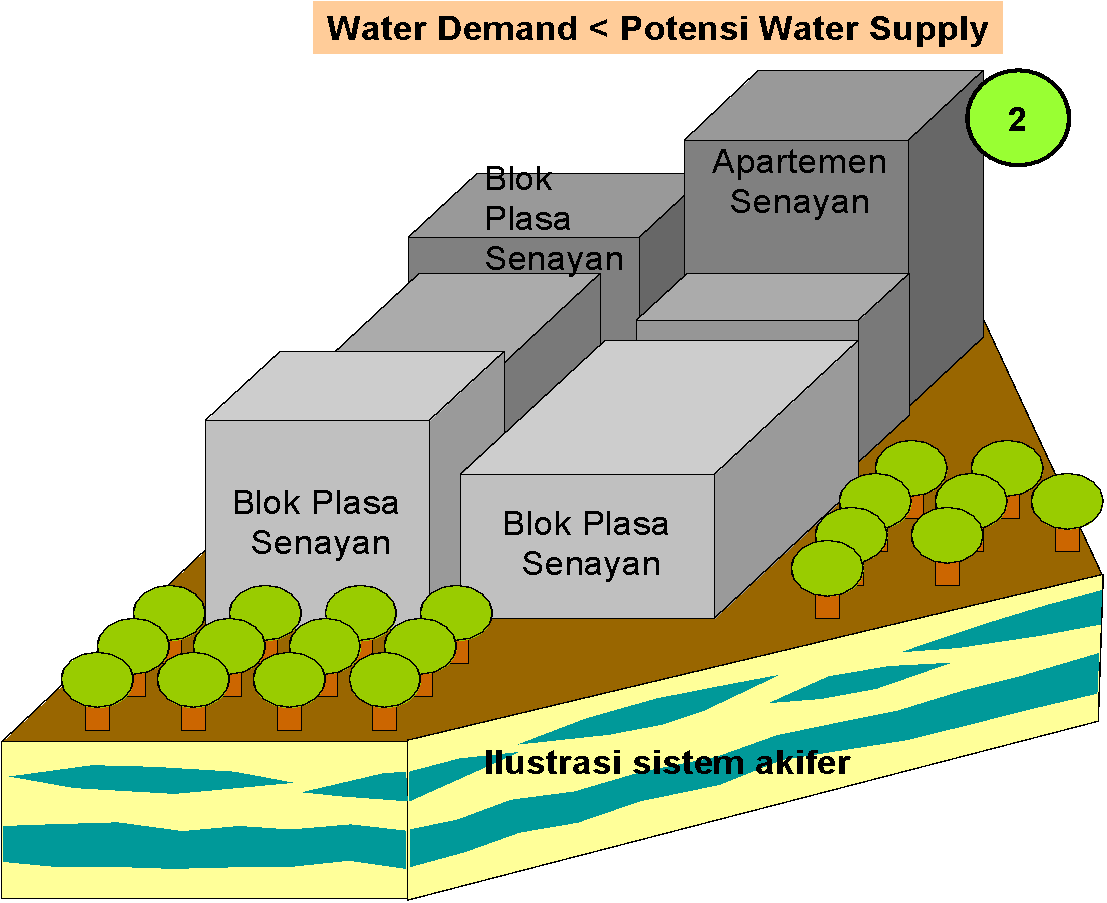 Water Demand < Potensi Water Supply
2
Apartemen
Senayan
Blok
Plasa
Senayan
Blok Plasa
Senayan
Blok Plasa
Senayan
Ilustrasi sistem akifer